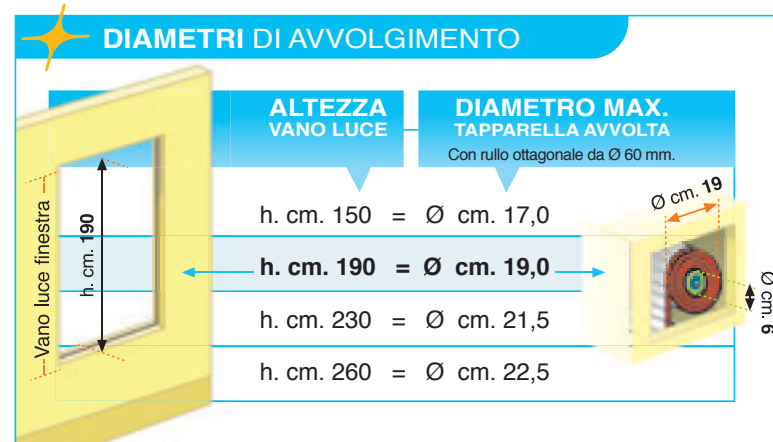 DIAMETRI DI AVVOLGIMENTO
ALTEZZA
VANO LUCE
DIAMETRO MAX.
TAPPARELLA AVVOLTA
Con rullo ottagonale da Ø 60 mm.
h. cm. 150 = Ø cm. 17,0
h. cm. 190 = Ø cm. 19,0
h. cm. 230 = Ø cm. 21,5
h. cm. 260 = Ø cm. 22,5
Vano luce finestra
h. cm. 190
Ø cm. 19
Ø cm. 6